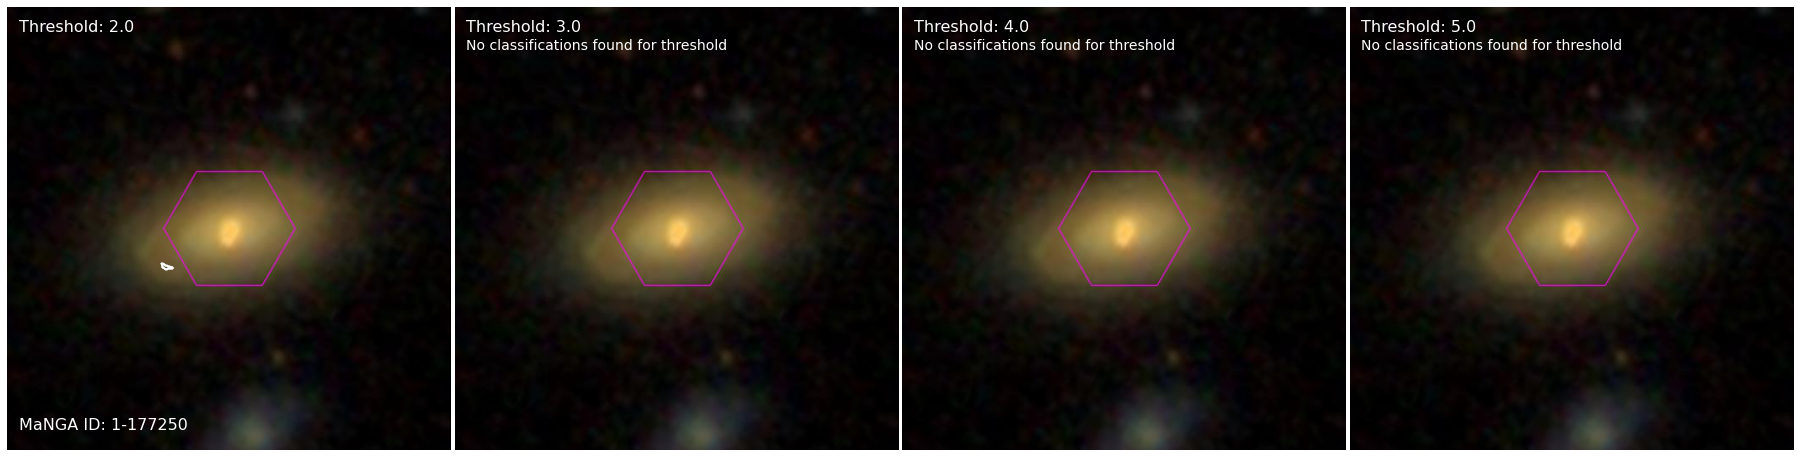 Threshold: 2.0
MaNGA ID: 1-177250
Threshold: 3.0
No classifications found for threshold
Threshold: 4.0
No classifications found for threshold
Threshold: 5.0
No classifications found for threshold